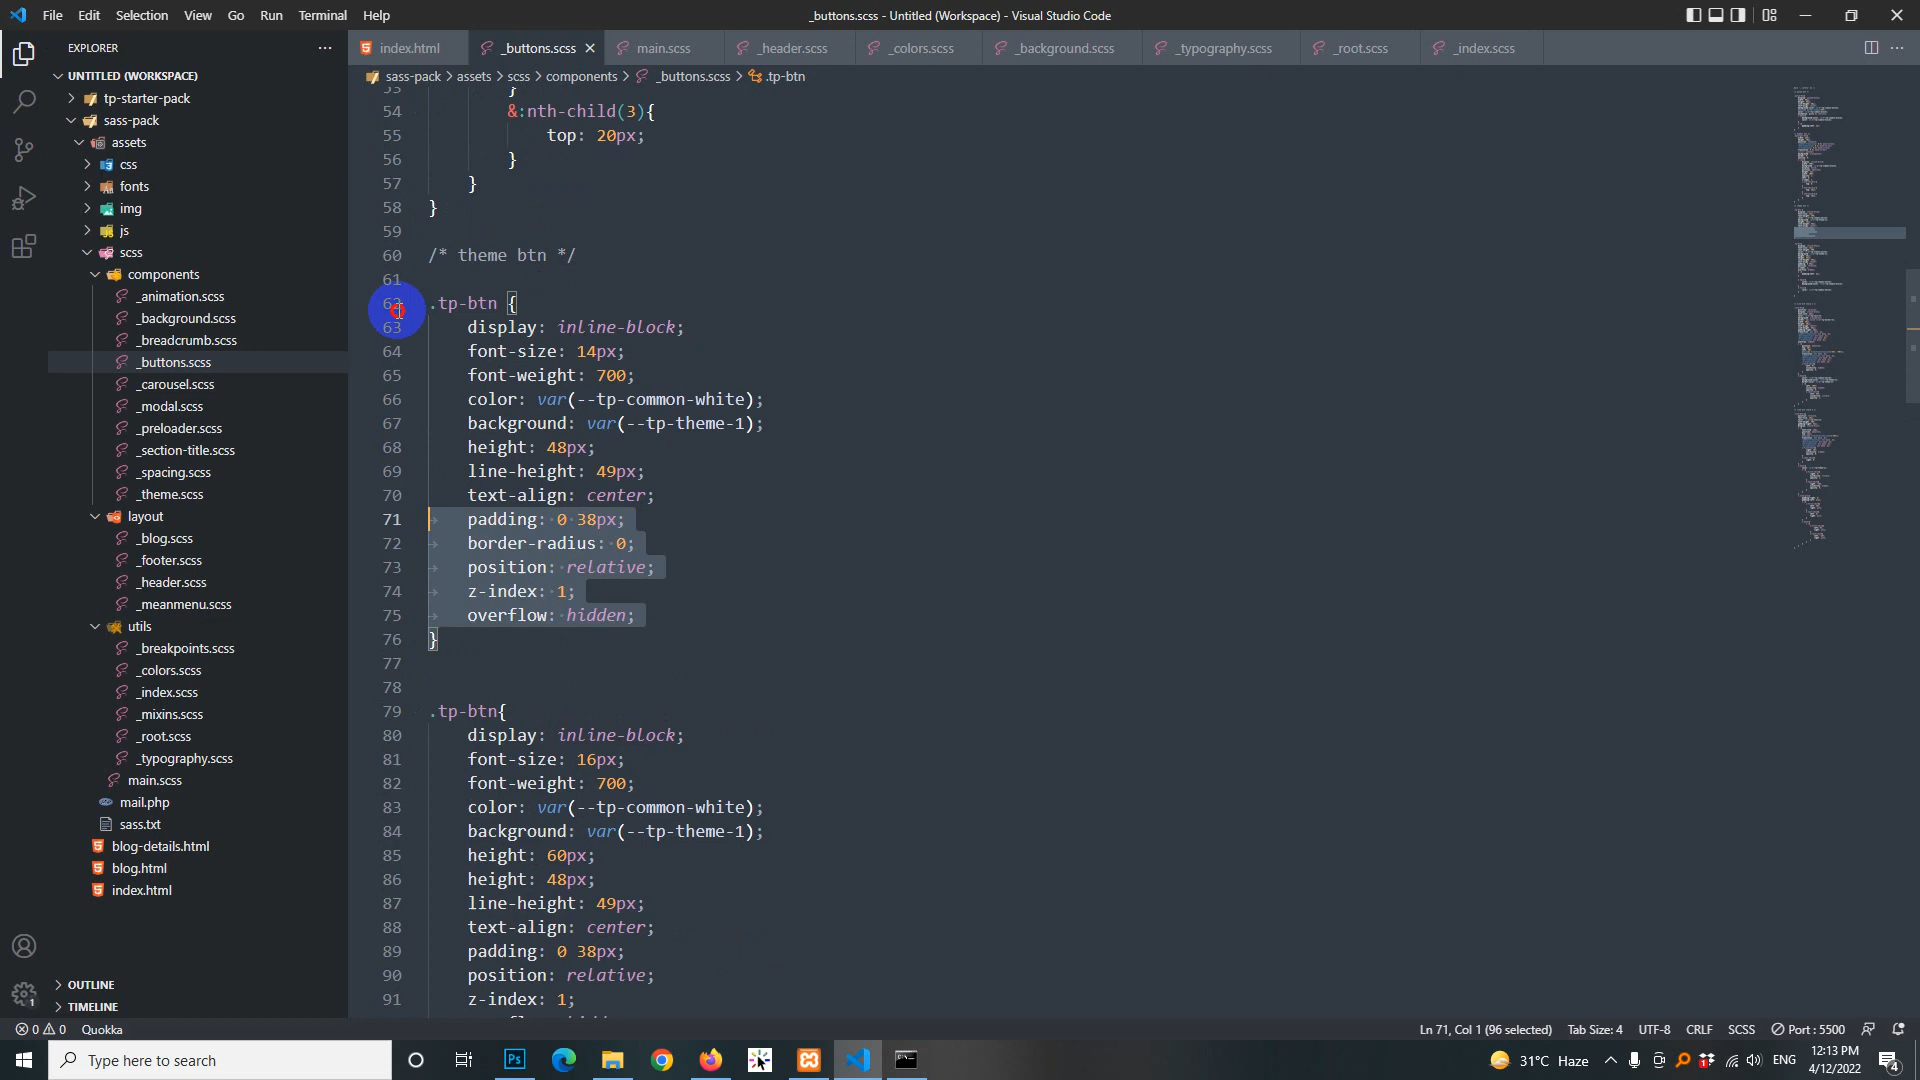 File Edit Selection View Go Run Terminal Help
_buttons.scss - Untitled (Workspace) - Visual Studio Code
EXPLORER
UNTITLED (WORKSPACE)
tp-starter-pack
sass-pack
assets
css
fonts
img
js
scss
components
_animation.scss
_background.scss
_breadcrumb.scss
_buttons.scss
_carousel.scss
_modal.scss
_preloader.scss
_section-title.scss
_spacing.scss
_theme.scss
layout
_blog.scss
_footer.scss
_header.scss
_meanmenu.scss
utils
_breakpoints.scss
_colors.scss
_index.scss
_mixins.scss
_root.scss
_typography.scss
main.scss
mail.php
sass.txt
blog-details.html
blog.html
index.html
OUTLINE
TIMELINE
index.html _buttons.scss main.scss _header.scss _colors.scss _background.scss _typography.scss _root.scss _index.scss
sass-pack > assets > scss > components > _buttons.scss > .tp-btn
53 }
54 &:nth-child(3){
55 top: 20px;
56 }
57 }
58 }
59
60 /* theme btn */
61
62 .tp-btn {
63 display: inline-block;
64 font-size: 14px;
65 font-weight: 700;
66 color: var(--tp-common-white);
67 background: var(--tp-theme-1);
68 height: 48px;
69 line-height: 49px;
70 text-align: center;
71 padding: 0 38px;
72 border-radius: 0;
73 position: relative;
74 z-index: 1;
75 overflow: hidden;
76 }
77
78
79 .tp-btn{
80 display: inline-block;
81 font-size: 16px;
82 font-weight: 700;
83 color: var(--tp-common-white);
84 background: var(--tp-theme-1);
85 height: 60px;
86 height: 48px;
87 line-height: 49px;
88 text-align: center;
89 padding: 0 38px;
90 position: relative;
91 z-index: 1;
0 0 Quokka
Ln 71, Col 1 (96 selected) Tab Size: 4 UTF-8 CRLF SCSS Port : 5500
Type here to search
31°C Haze ENG
12:13 PM
4/12/2022